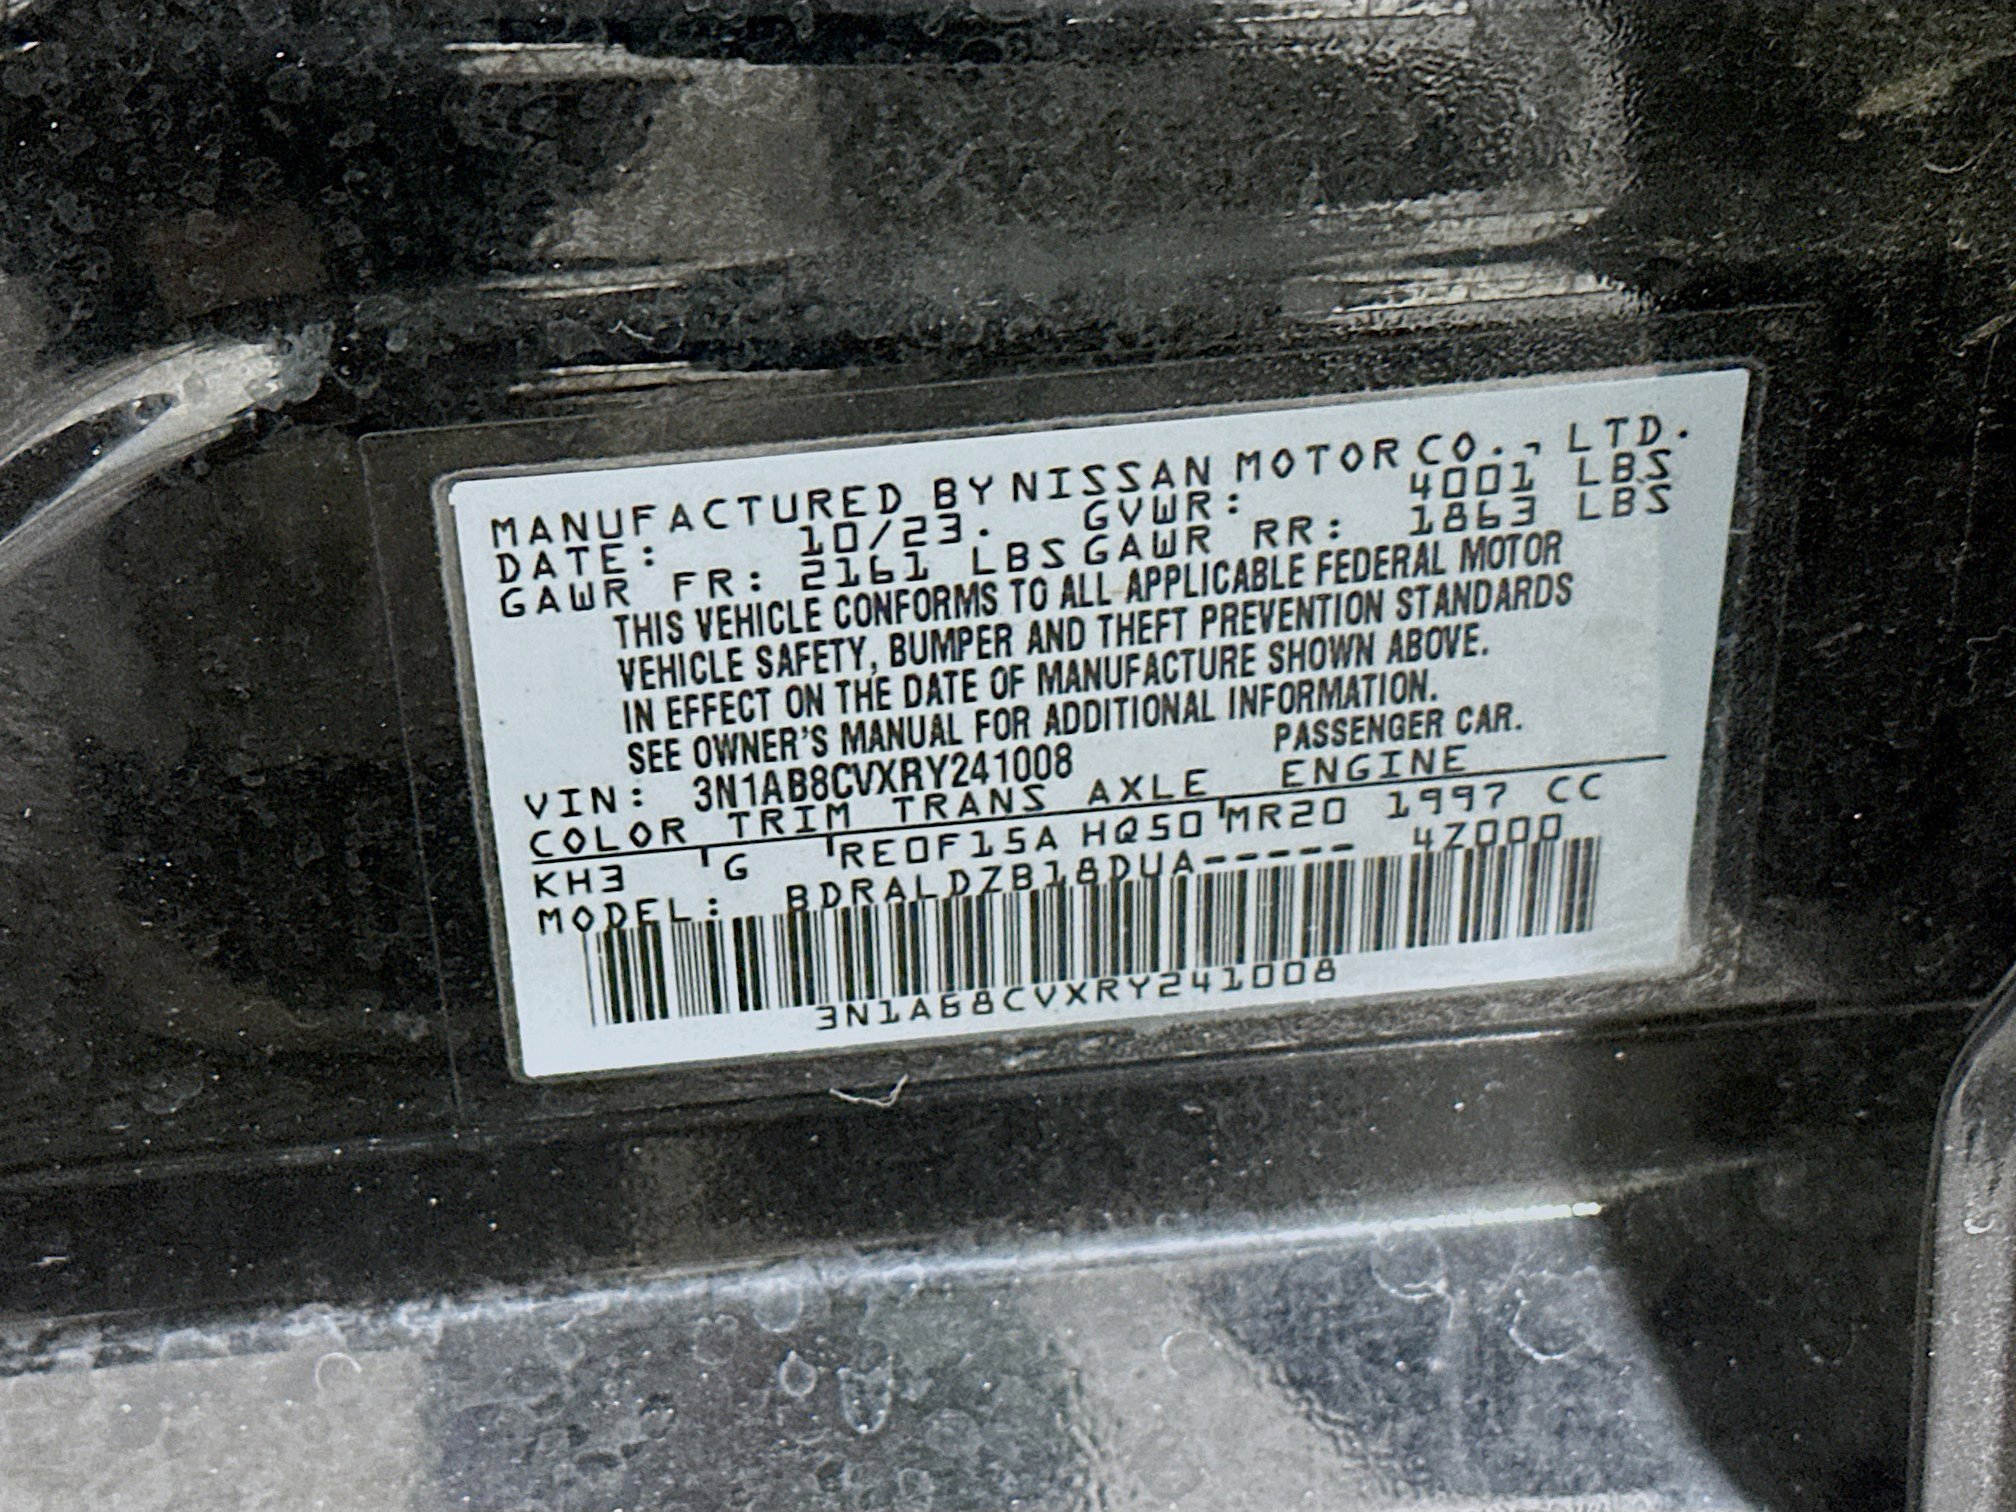 MANUFACTURED BY NISSAN MOTOR CO., LTD.
DATE: 10/23. GVWR: 4001 LBS
GAWR FR: 2161 LBS GAWR RR: 1863 LBS
THIS VEHICLE CONFORMS TO ALL APPLICABLE FEDERAL MOTOR
VEHICLE SAFETY, BUMPER AND THEFT PREVENTION STANDARDS
IN EFFECT ON THE DATE OF MANUFACTURE SHOWN ABOVE.
SEE OWNER'S MANUAL FOR ADDITIONAL INFORMATION.
VIN: 3N1AB8CVXRY241008 PASSENGER CAR.
COLOR TRIM TRANS AXLE ENGINE
KH3 G RE0F15A HQ50 MR20 1997 CC
MODEL: BDRALDZB18DUA----- 4Z000
3N1AB8CVXRY241008